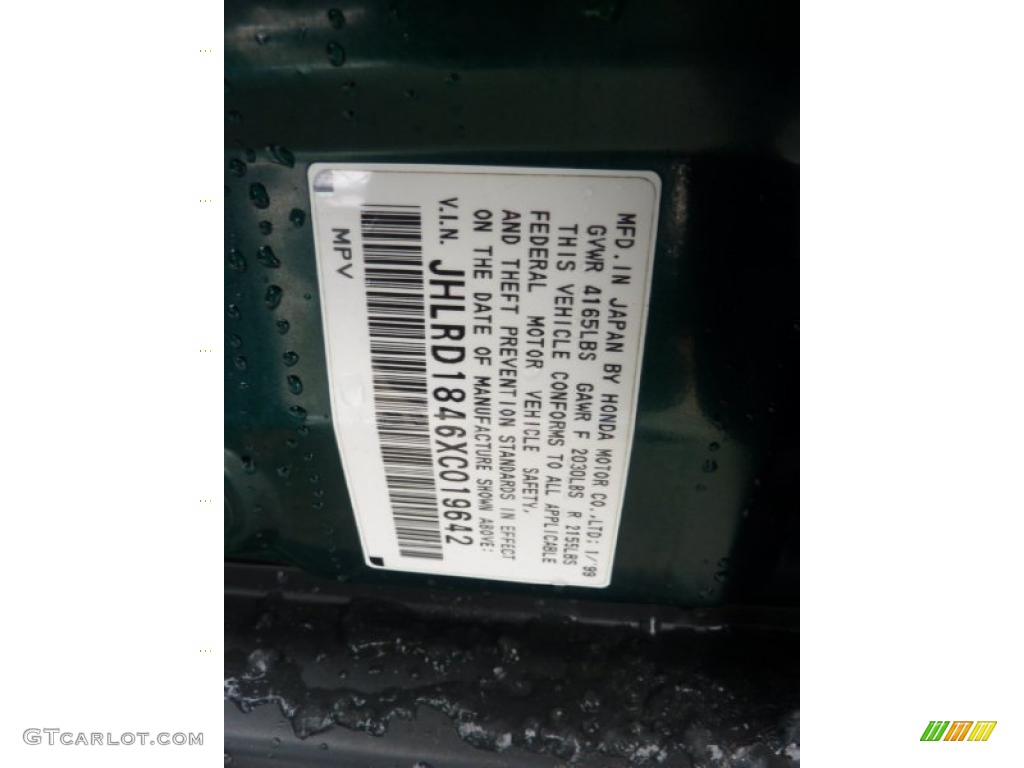 MFD. IN JAPAN BY HONDA MOTOR CO., LTD: 1/'99
GVWR 4165LBS GAWR F 2030LBS R 2155LBS
THIS VEHICLE CONFORMS TO ALL APPLICABLE
FEDERAL MOTOR VEHICLE SAFETY,
AND THEFT PREVENTION STANDARDS IN EFFECT
ON THE DATE OF MANUFACTURE SHOWN ABOVE:
V.I.N. JHLRD1846XC019642
MPV
GTCARLOT.COM